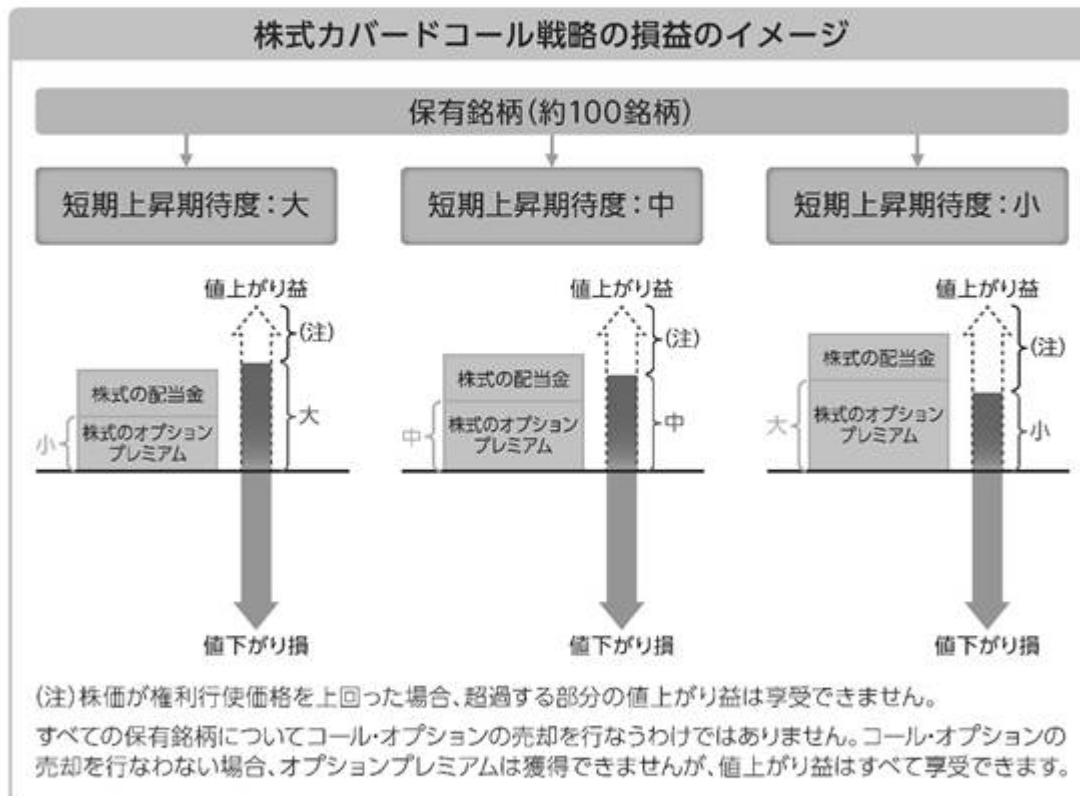 株式カバードコール戦略の損益のイメージ
保有銘柄(約100銘柄)
短期上昇期待度:大
短期上昇期待度:中
短期上昇期待度:小
値上がり益
(注)
株式の配当金
大
小
株式のオプション
プレミアム
値下がり損
値上がり益
(注)
株式の配当金
中
中
株式のオプション
プレミアム
値下がり損
値上がり益
(注)
株式の配当金
大
株式のオプション
プレミアム
小
値下がり損
(注)株価が権利行使価格を上回った場合、超過する部分の値上がり益は享受できません。
すべての保有銘柄についてコール・オプションの売却を行なうわけではありません。コール・オプションの
売却を行なわない場合、オプションプレミアムは獲得できませんが、値上がり益はすべて享受できます。